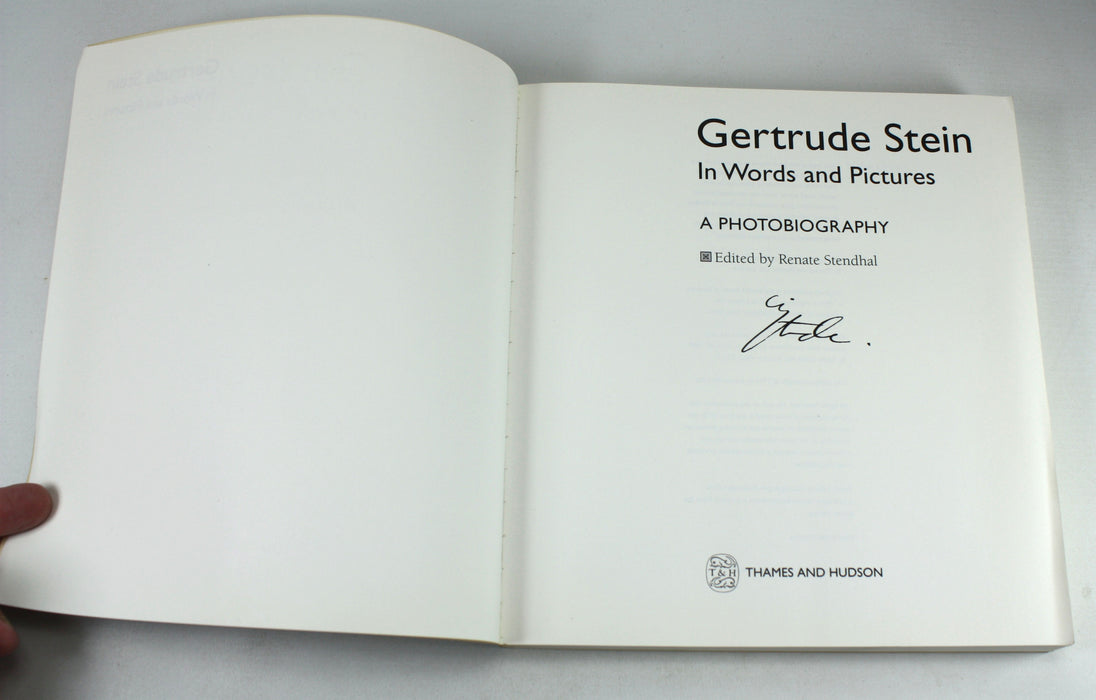 Gertrude Stein
In Words and Pictures
A PHOTOBIOGRAPHY
Edited by Renate Stendhal
T & H THAMES AND HUDSON